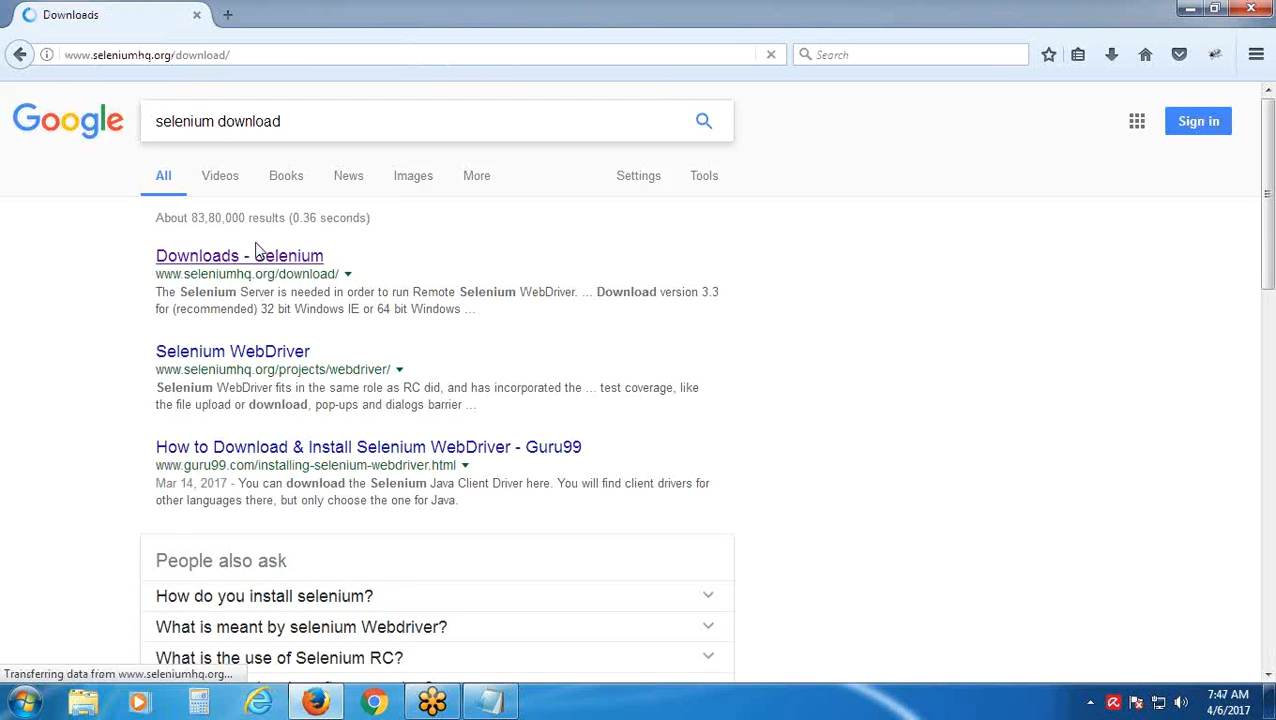 Downloads
www.seleniumhq.org/download/
Search
Google
selenium download
Sign in
All Videos Books News Images More Settings Tools
About 83,80,000 results (0.36 seconds)
Downloads - Selenium
www.seleniumhq.org/download/
The Selenium Server is needed in order to run Remote Selenium WebDriver. ... Download version 3.3
for (recommended) 32 bit Windows IE or 64 bit Windows ...
Selenium WebDriver
www.seleniumhq.org/projects/webdriver/
Selenium WebDriver fits in the same role as RC did, and has incorporated the ... test coverage, like
the file upload or download, pop-ups and dialogs barrier ...
How to Download & Install Selenium WebDriver - Guru99
www.guru99.com/installing-selenium-webdriver.html
Mar 14, 2017 - You can download the Selenium Java Client Driver here. You will find client drivers for
other languages there, but only choose the one for Java.
People also ask
How do you install selenium?
What is meant by selenium Webdriver?
What is the use of Selenium RC?
Transferring data from www.seleniumhq.org...
7:47 AM
4/6/2017